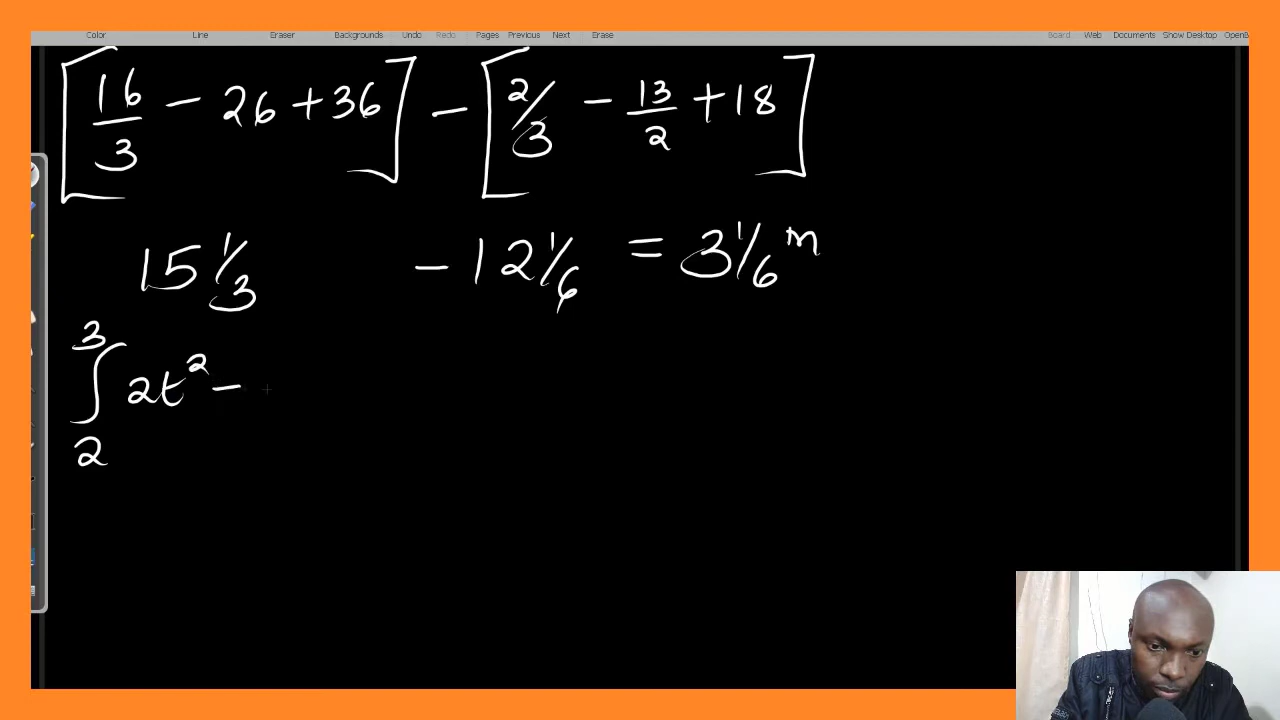 Color Line Eraser Backgrounds Undo Redo Pages Previous Next Erase Board Web Documents Show Desktop OpenB
[16/3 - 26 + 36] - [2/3 - 13/2 + 18]
15 1/3 - 12 1/6 = 3 1/6 m
∫₂³ 2t² -